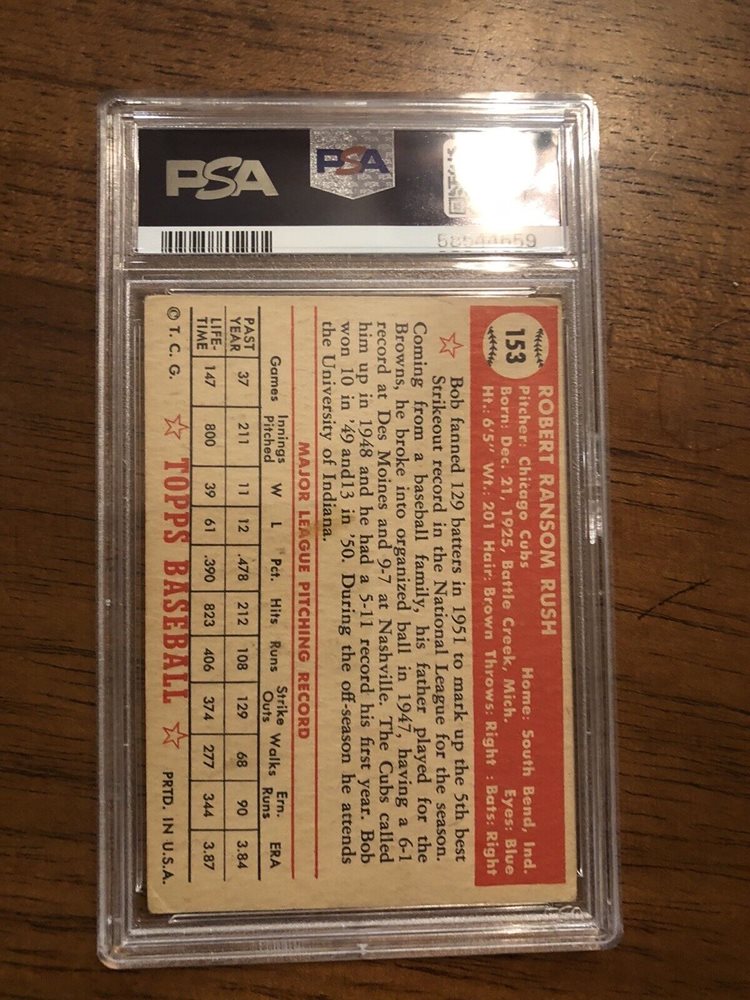 PSA
PSA
58544659
153
ROBERT RANSOM RUSH
Pitcher: Chicago Cubs Home: South Bend, Ind.
Born: Dec. 21, 1925, Battle Creek, Mich. Eyes: Blue
Ht.: 6'5" Wt.: 201 Hair: Brown Throws: Right : Bats: Right
Bob fanned 129 batters in 1951 to mark up the 5th best
Strikeout record in the National League for the season.
Coming from a baseball family, his father played for the
Browns, he broke into organized ball in 1947, having a 6-1
record at Des Moines and 9-7 at Nashville. The Cubs called
him up in 1948 and he had a 5-11 record his first year. Bob
won 10 in '49 and 13 in '50. During the off-season he attends
the University of Indiana.
MAJOR LEAGUE PITCHING RECORD
Games Innings Pitched W L Pct. Hits Runs Strike Outs Walks Ern. Runs ERA
PAST YEAR 37 211 11 12 .478 212 108 129 68 90 3.84
LIFE-TIME 147 800 39 61 .390 823 406 374 277 344 3.87
© T. C. G. TOPPS BASEBALL PRTD. IN U.S.A.